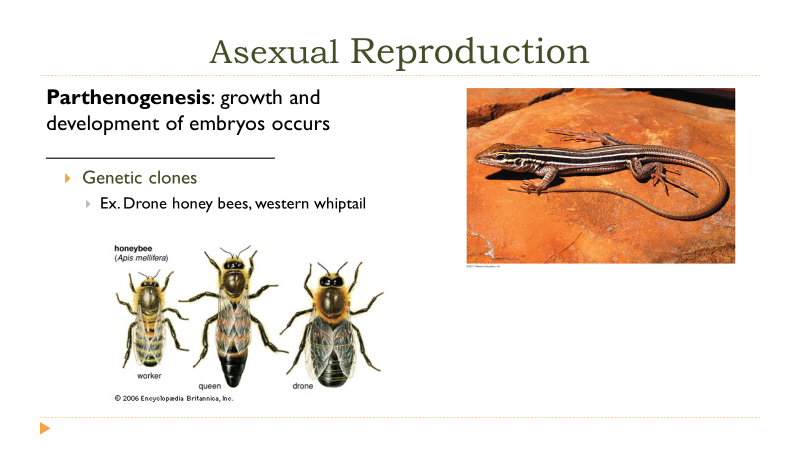 Asexual Reproduction
Parthenogenesis: growth and
development of embryos occurs
Genetic clones
Ex. Drone honey bees, western whiptail
honeybee
(Apis mellifera)
worker
queen
drone
© 2006 Encyclopædia Britannica, Inc.